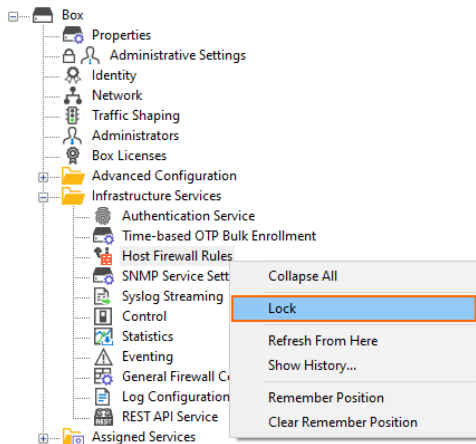 Box
Properties
Administrative Settings
Identity
Network
Traffic Shaping
Administrators
Box Licenses
Advanced Configuration
Infrastructure Services
Authentication Service
Time-based OTP Bulk Enrollment
Host Firewall Rules
SNMP Service Sett
Syslog Streaming
Control
Statistics
Eventing
General Firewall Co
Log Configuration
REST API Service
Assigned Services
Collapse All
Lock
Refresh From Here
Show History...
Remember Position
Clear Remember Position